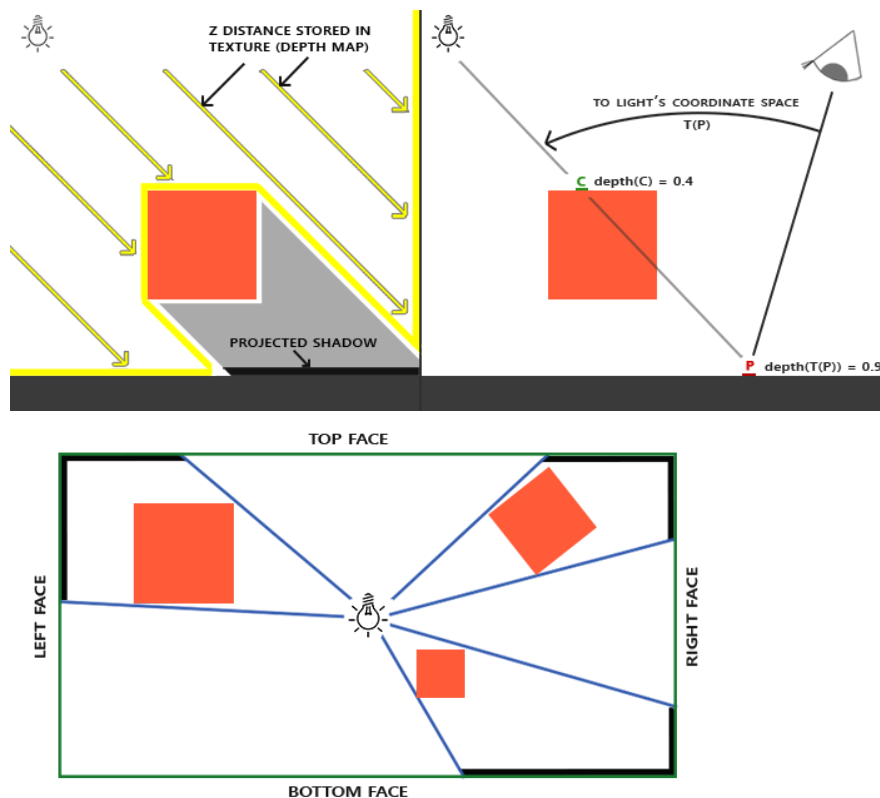 Z DISTANCE STORED IN
TEXTURE (DEPTH MAP)
PROJECTED SHADOW
TO LIGHT'S COORDINATE SPACE
T(P)
C depth(C) = 0.4
P depth(T(P)) = 0.9
TOP FACE
LEFT FACE
RIGHT FACE
BOTTOM FACE